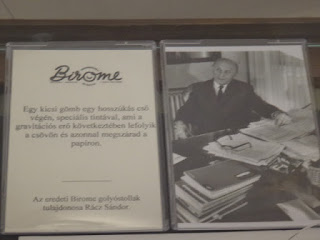 Birome
Egy kicsi gömb egy hosszúkás cső
végén, speciális tintával, ami a
gravitációs erő következtében lefolyik
a csövön és azonnal megszárad a
papíron.
Az eredeti Birome golyóstollak
tulajdonosa Rácz Sándor.